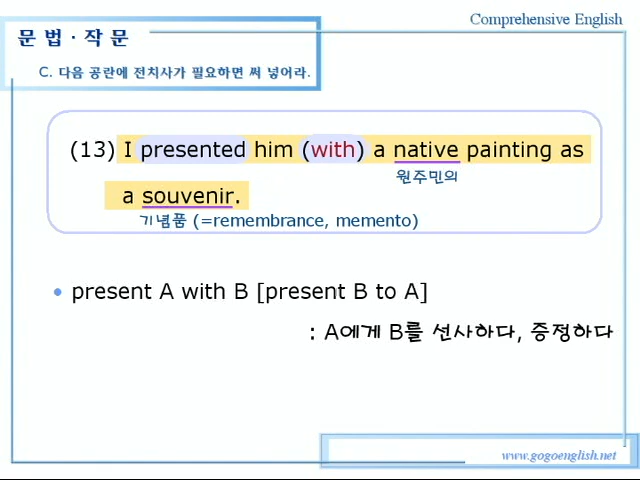 Comprehensive English
문 법 · 작 문
C. 다음 공란에 전치사가 필요하면 써 넣어라.
(13) I presented him (with) a native painting as
원주민의
a souvenir.
기념품 (=remembrance, memento)
• present A with B [present B to A]
: A에게 B를 선사하다, 증정하다
www.gogoenglish.net